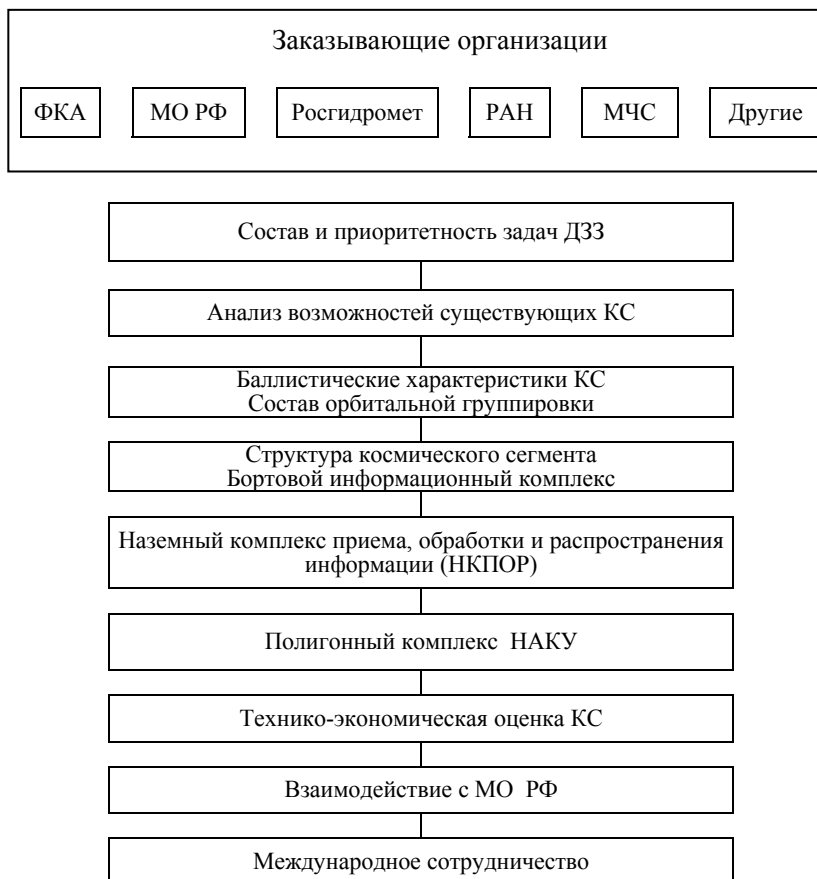 Заказывающие организации
ФКА
МО РФ
Росгидромет
РАН
МЧС
Другие
Состав и приоритетность задач ДЗЗ
Анализ возможностей существующих КС
Баллистические характеристики КС
Состав орбитальной группировки
Структура космического сегмента
Бортовой информационный комплекс
Наземный комплекс приема, обработки и распространения
информации (НКПОР)
Полигонный комплекс НАКУ
Технико-экономическая оценка КС
Взаимодействие с МО РФ
Международное сотрудничество